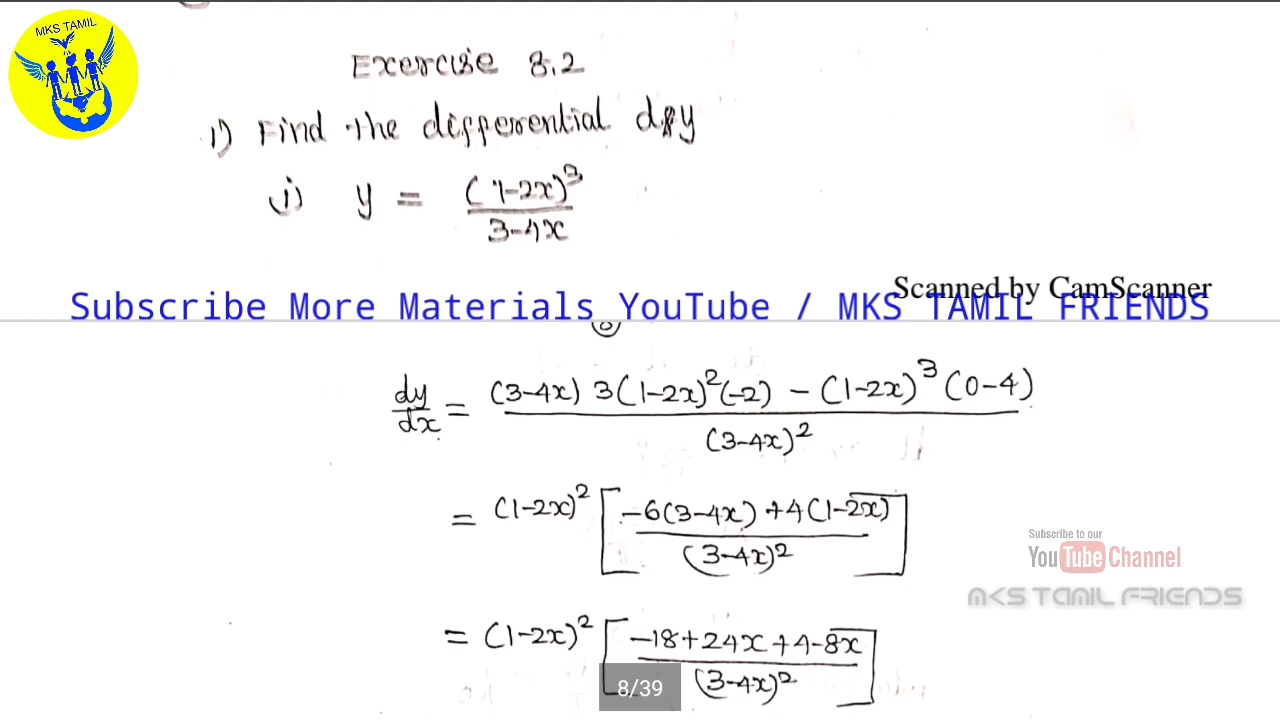 MKS TAMIL
Exercise 8.2
1) Find the differential dy
i) y = (1-2x)³ / 3-4x
Scanned by CamScanner
Subscribe More Materials YouTube / MKS TAMIL FRIENDS
dy/dx = (3-4x) 3(1-2x)²(-2) - (1-2x)³(0-4) / (3-4x)²
= (1-2x)² [ -6(3-4x) + 4(1-2x) / (3-4x)² ]
Subscribe to our
YouTube Channel
MKS TAMIL FRIENDS
= (1-2x)² [ -18+24x+4-8x / (3-4x)² ]
8/39